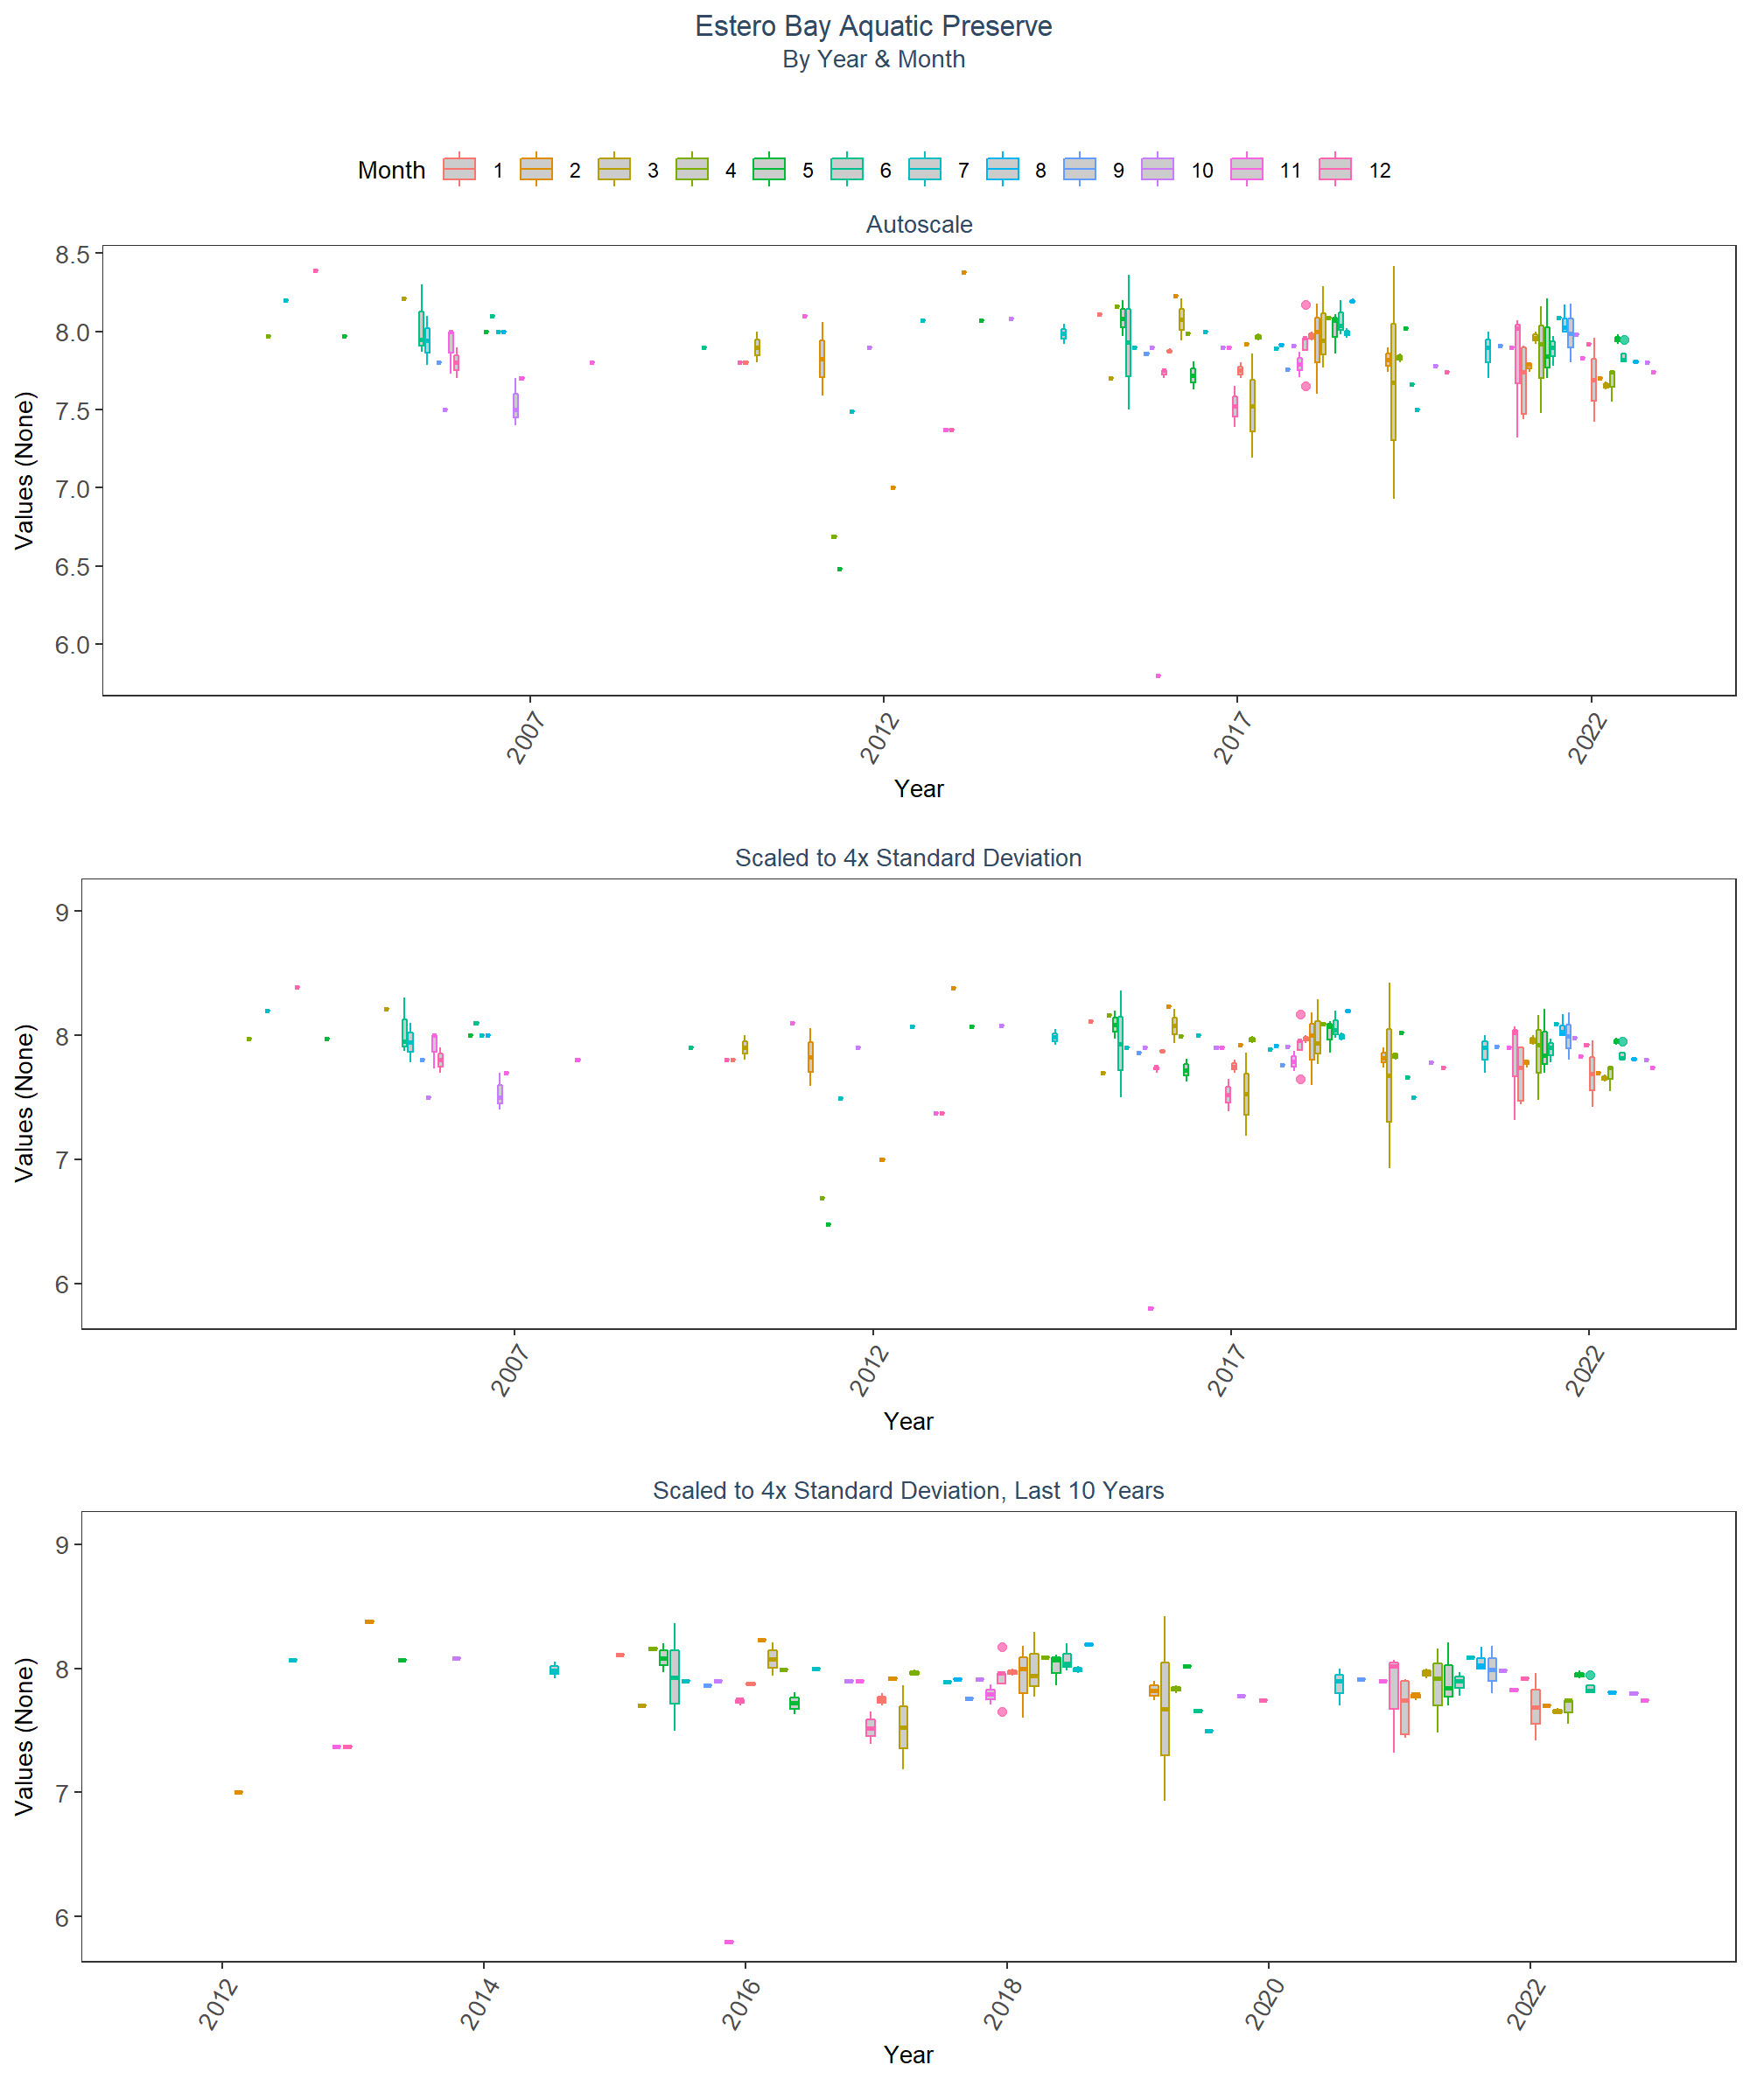 Estero Bay Aquatic Preserve
By Year & Month
Month 1 2 3 4 5 6 7 8 9 10 11 12
Autoscale
8.5
8.0
7.5
7.0
6.5
6.0
Values (None)
2007 2012 2017 2022
Year
Scaled to 4x Standard Deviation
9
8
7
6
Values (None)
2007 2012 2017 2022
Year
Scaled to 4x Standard Deviation, Last 10 Years
9
8
7
6
Values (None)
2012 2014 2016 2018 2020 2022
Year